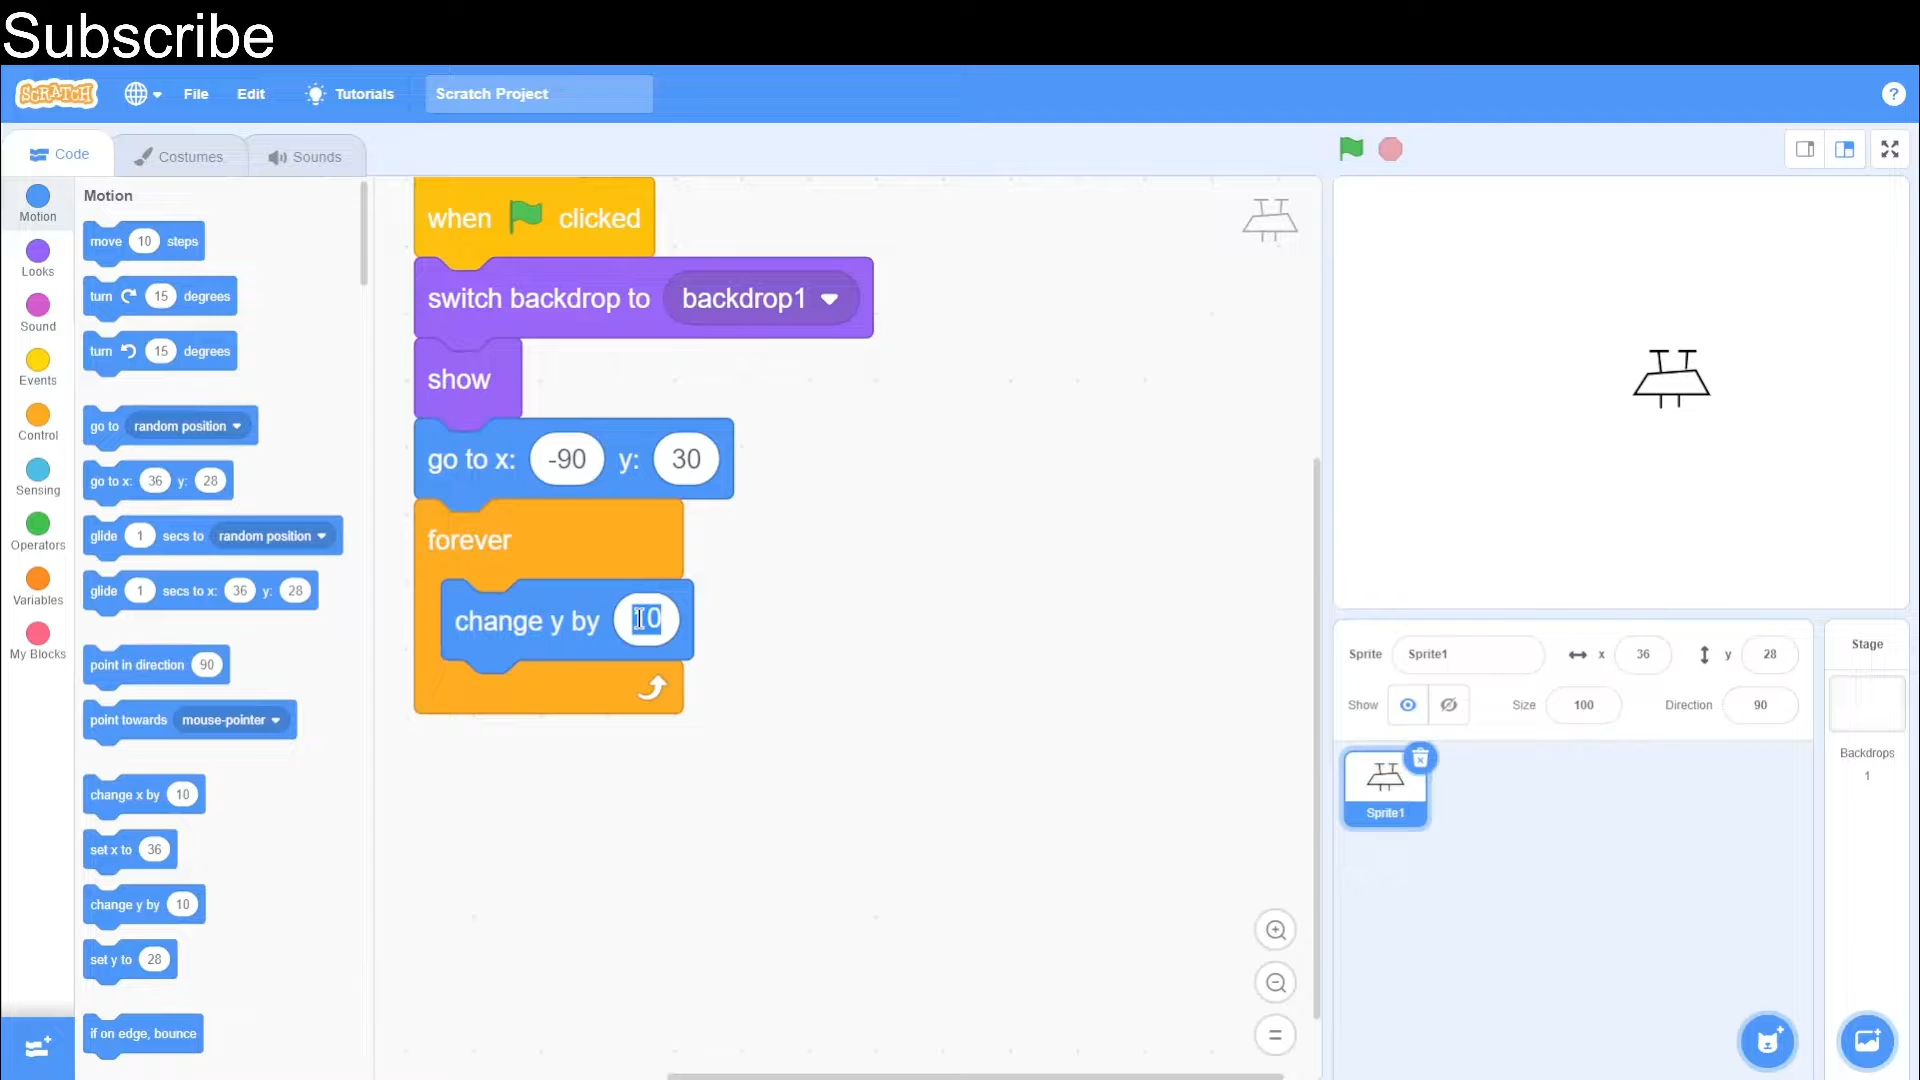 Subscribe
SCRATCH
File
Edit
Tutorials
Scratch Project
?
Code
Costumes
Sounds
Motion
Looks
Sound
Events
Control
Sensing
Operators
Variables
My Blocks
Motion
move 10 steps
turn 15 degrees
turn 15 degrees
go to random position
go to x: 36 y: 28
glide 1 secs to random position
glide 1 secs to x: 36 y: 28
point in direction 90
point towards mouse-pointer
change x by 10
set x to 36
change y by 10
set y to 28
if on edge, bounce
when clicked
switch backdrop to backdrop1
show
go to x: -90 y: 30
forever
change y by 10
Sprite Sprite1 x 36 y 28
Show Size 100 Direction 90
Sprite1
Stage
Backdrops
1